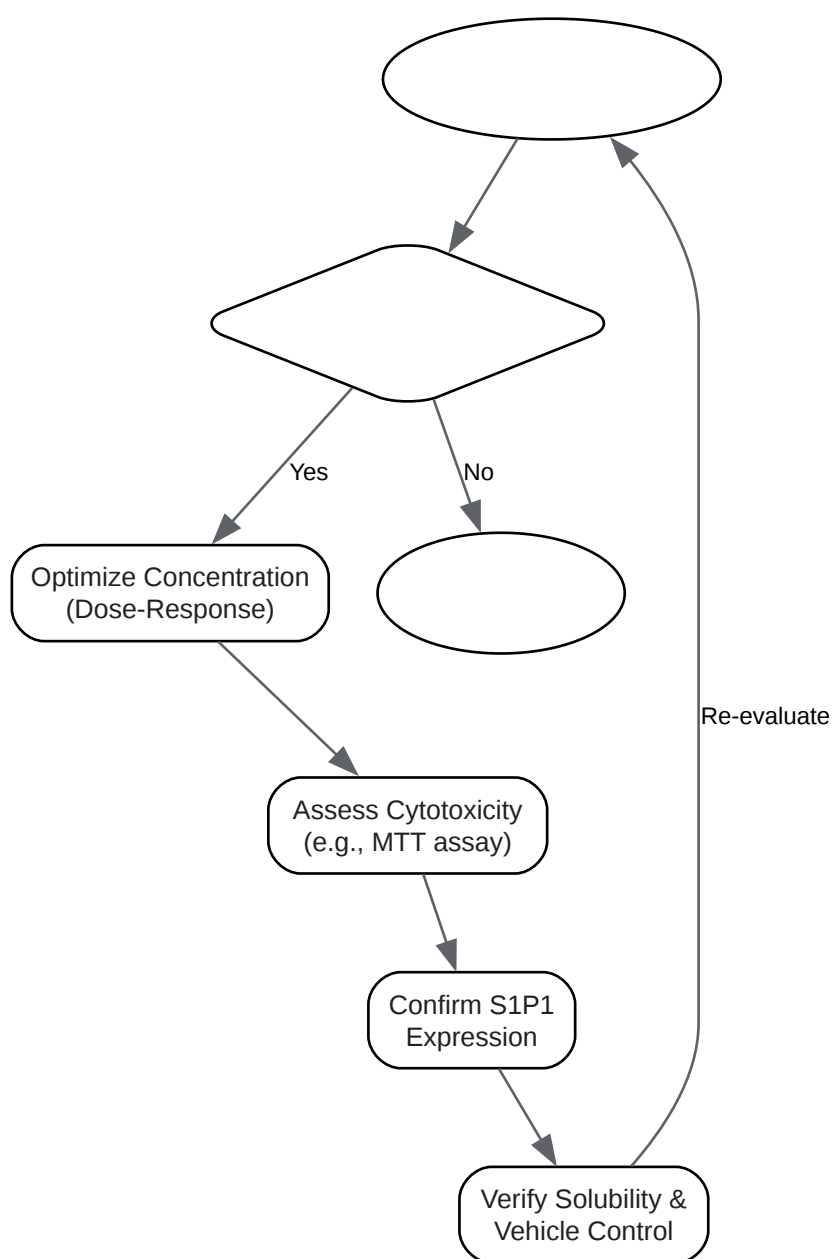 Yes
No
Optimize Concentration
(Dose-Response)
Re-evaluate
Assess Cytotoxicity
(e.g., MTT assay)
Confirm S1P1
Expression
Verify Solubility &
Vehicle Control